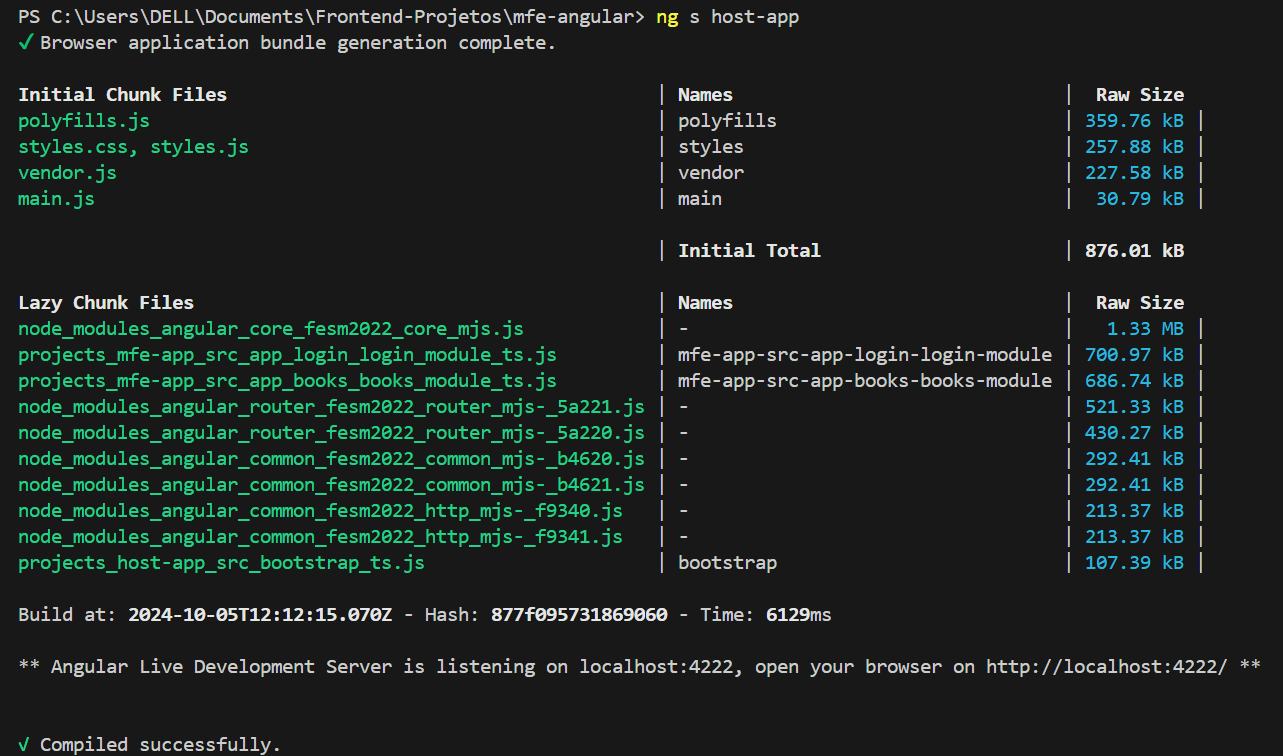 PS C:\Users\DELL\Documents\Frontend-Projetos\mfe-angular> ng s host-app
✓ Browser application bundle generation complete.
Initial Chunk Files | Names | Raw Size
polyfills.js | polyfills | 359.76 kB |
styles.css, styles.js | styles | 257.88 kB |
vendor.js | vendor | 227.58 kB |
main.js | main | 30.79 kB |
| Initial Total | 876.01 kB
Lazy Chunk Files | Names | Raw Size
node_modules_angular_core_fesm2022_core_mjs.js | - | 1.33 MB |
projects_mfe-app_src_app_login_login_module_ts.js | mfe-app-src-app-login-login-module | 700.97 kB |
projects_mfe-app_src_app_books_books_module_ts.js | mfe-app-src-app-books-books-module | 686.74 kB |
node_modules_angular_router_fesm2022_router_mjs-_5a221.js | - | 521.33 kB |
node_modules_angular_router_fesm2022_router_mjs-_5a220.js | - | 430.27 kB |
node_modules_angular_common_fesm2022_common_mjs-_b4620.js | - | 292.41 kB |
node_modules_angular_common_fesm2022_common_mjs-_b4621.js | - | 292.41 kB |
node_modules_angular_common_fesm2022_http_mjs-_f9340.js | - | 213.37 kB |
node_modules_angular_common_fesm2022_http_mjs-_f9341.js | - | 213.37 kB |
projects_host-app_src_bootstrap_ts.js | bootstrap | 107.39 kB |
Build at: 2024-10-05T12:12:15.070Z - Hash: 877f095731869060 - Time: 6129ms
** Angular Live Development Server is listening on localhost:4222, open your browser on http://localhost:4222/ **
√ Compiled successfully.